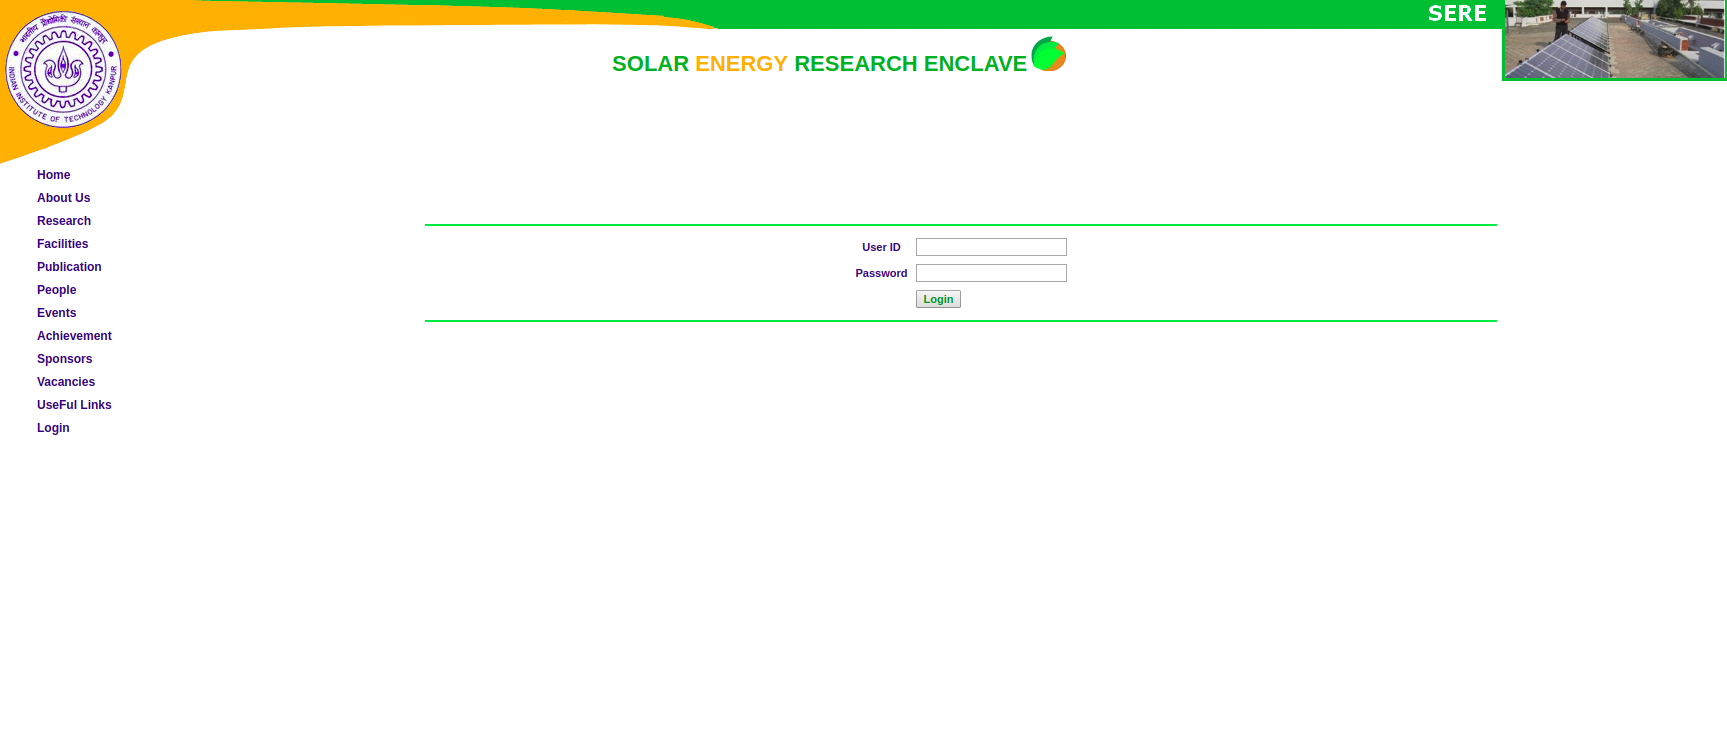 भारतीय प्रौद्योगिकी संस्थान कानपुर
INDIAN INSTITUTE OF TECHNOLOGY KANPUR
SERE
SOLAR ENERGY RESEARCH ENCLAVE
Home
About Us
Research
Facilities
Publication
People
Events
Achievement
Sponsors
Vacancies
UseFul Links
Login
User ID
Password
Login